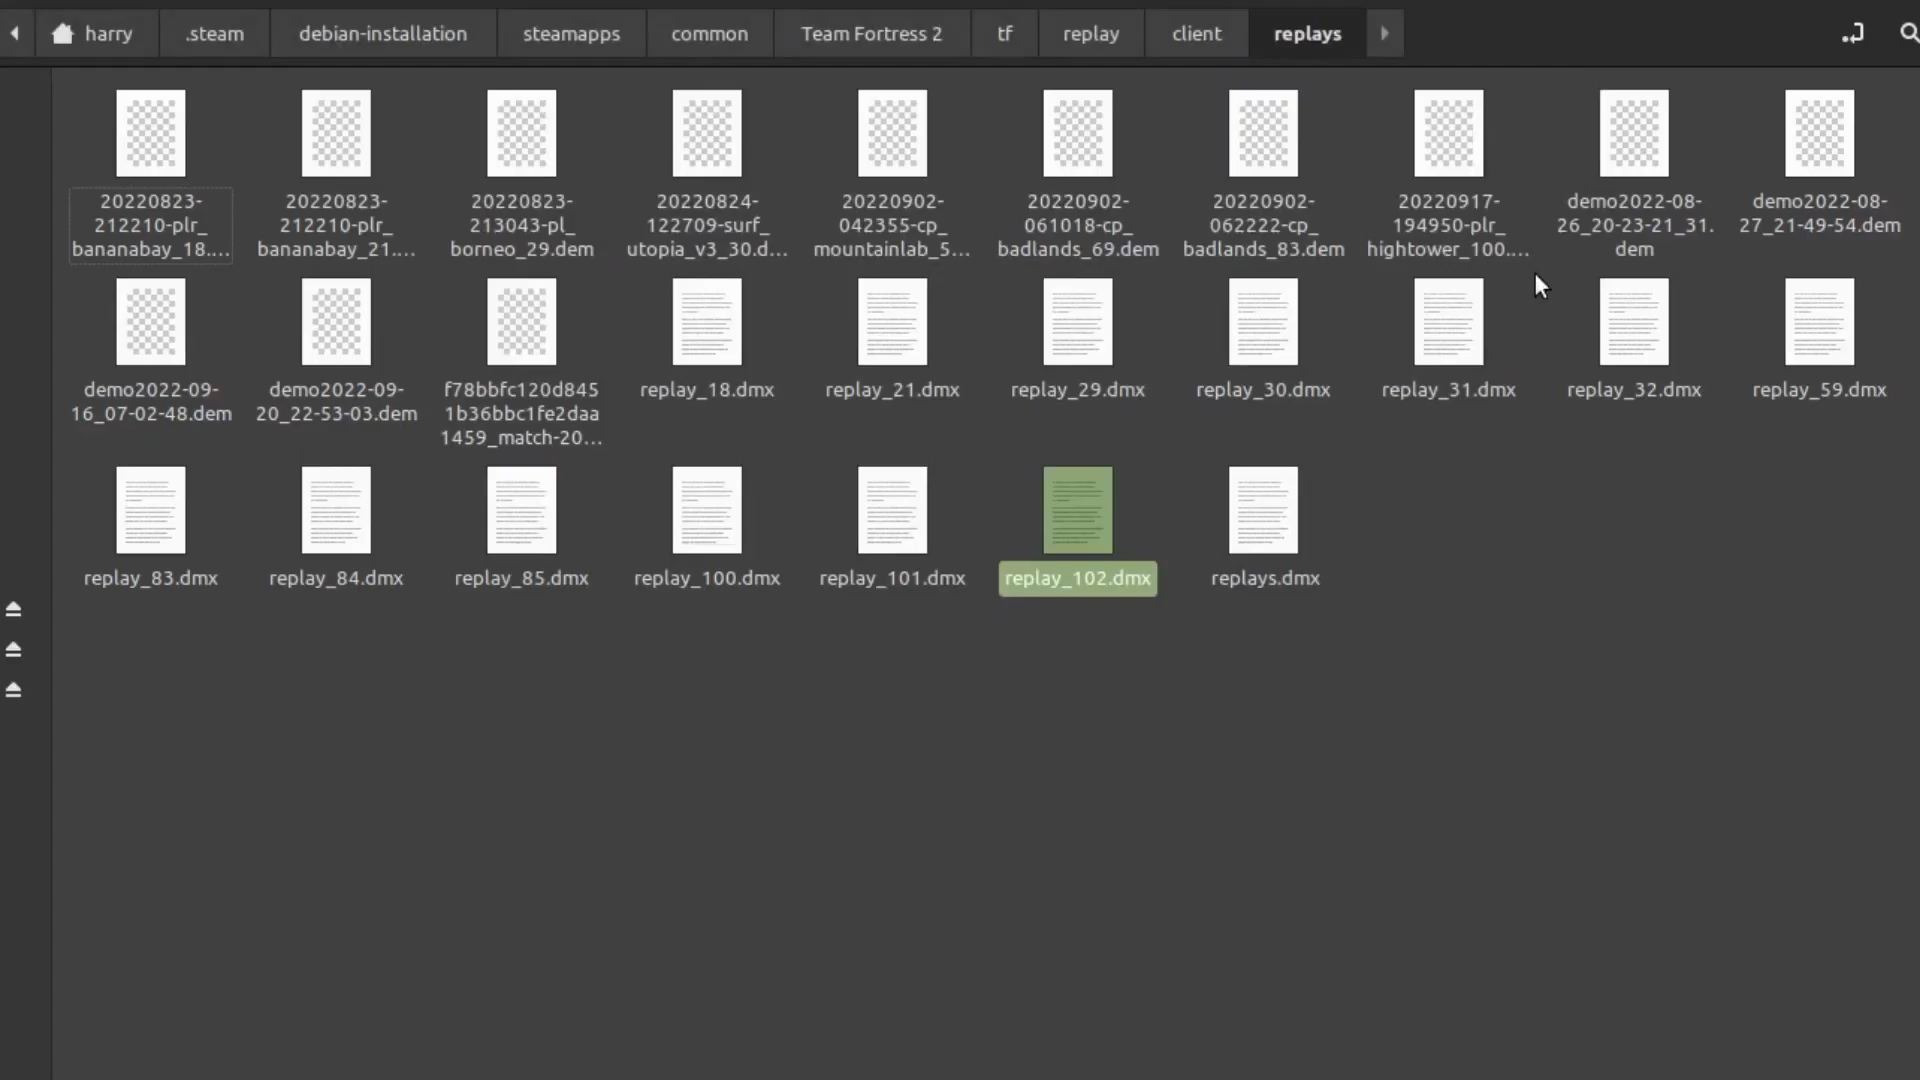 harry .steam debian-installation steamapps common Team Fortress 2 tf replay client replays
20220823-
212210-plr_
bananabay_18....
20220823-
212210-plr_
bananabay_21....
20220823-
213043-pl_
borneo_29.dem
20220824-
122709-surf_
utopia_v3_30.d...
20220902-
042355-cp_
mountainlab_5...
20220902-
061018-cp_
badlands_69.dem
20220902-
062222-cp_
badlands_83.dem
20220917-
194950-plr_
hightower_100....
demo2022-08-
26_20-23-21_31.
dem
demo2022-08-
27_21-49-54.dem
demo2022-09-
16_07-02-48.dem
demo2022-09-
20_22-53-03.dem
f78bbfc120d845
1b36bbc1fe2daa
1459_match-20...
replay_18.dmx
replay_21.dmx
replay_29.dmx
replay_30.dmx
replay_31.dmx
replay_32.dmx
replay_59.dmx
replay_83.dmx
replay_84.dmx
replay_85.dmx
replay_100.dmx
replay_101.dmx
replay_102.dmx
replays.dmx